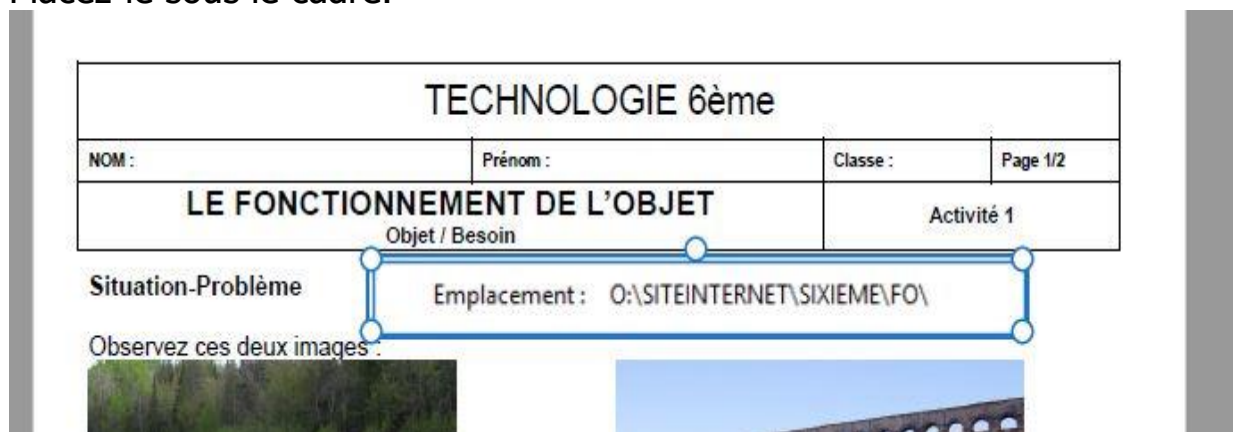 Placez-le sous le cadre.
TECHNOLOGIE 6ème
NOM : Prénom : Classe : Page 1/2
LE FONCTIONNEMENT DE L'OBJET
Objet / Besoin
Activité 1
Situation-Problème
Emplacement : O:\SITEINTERNET\SIXIEME\FO\
Observez ces deux images :